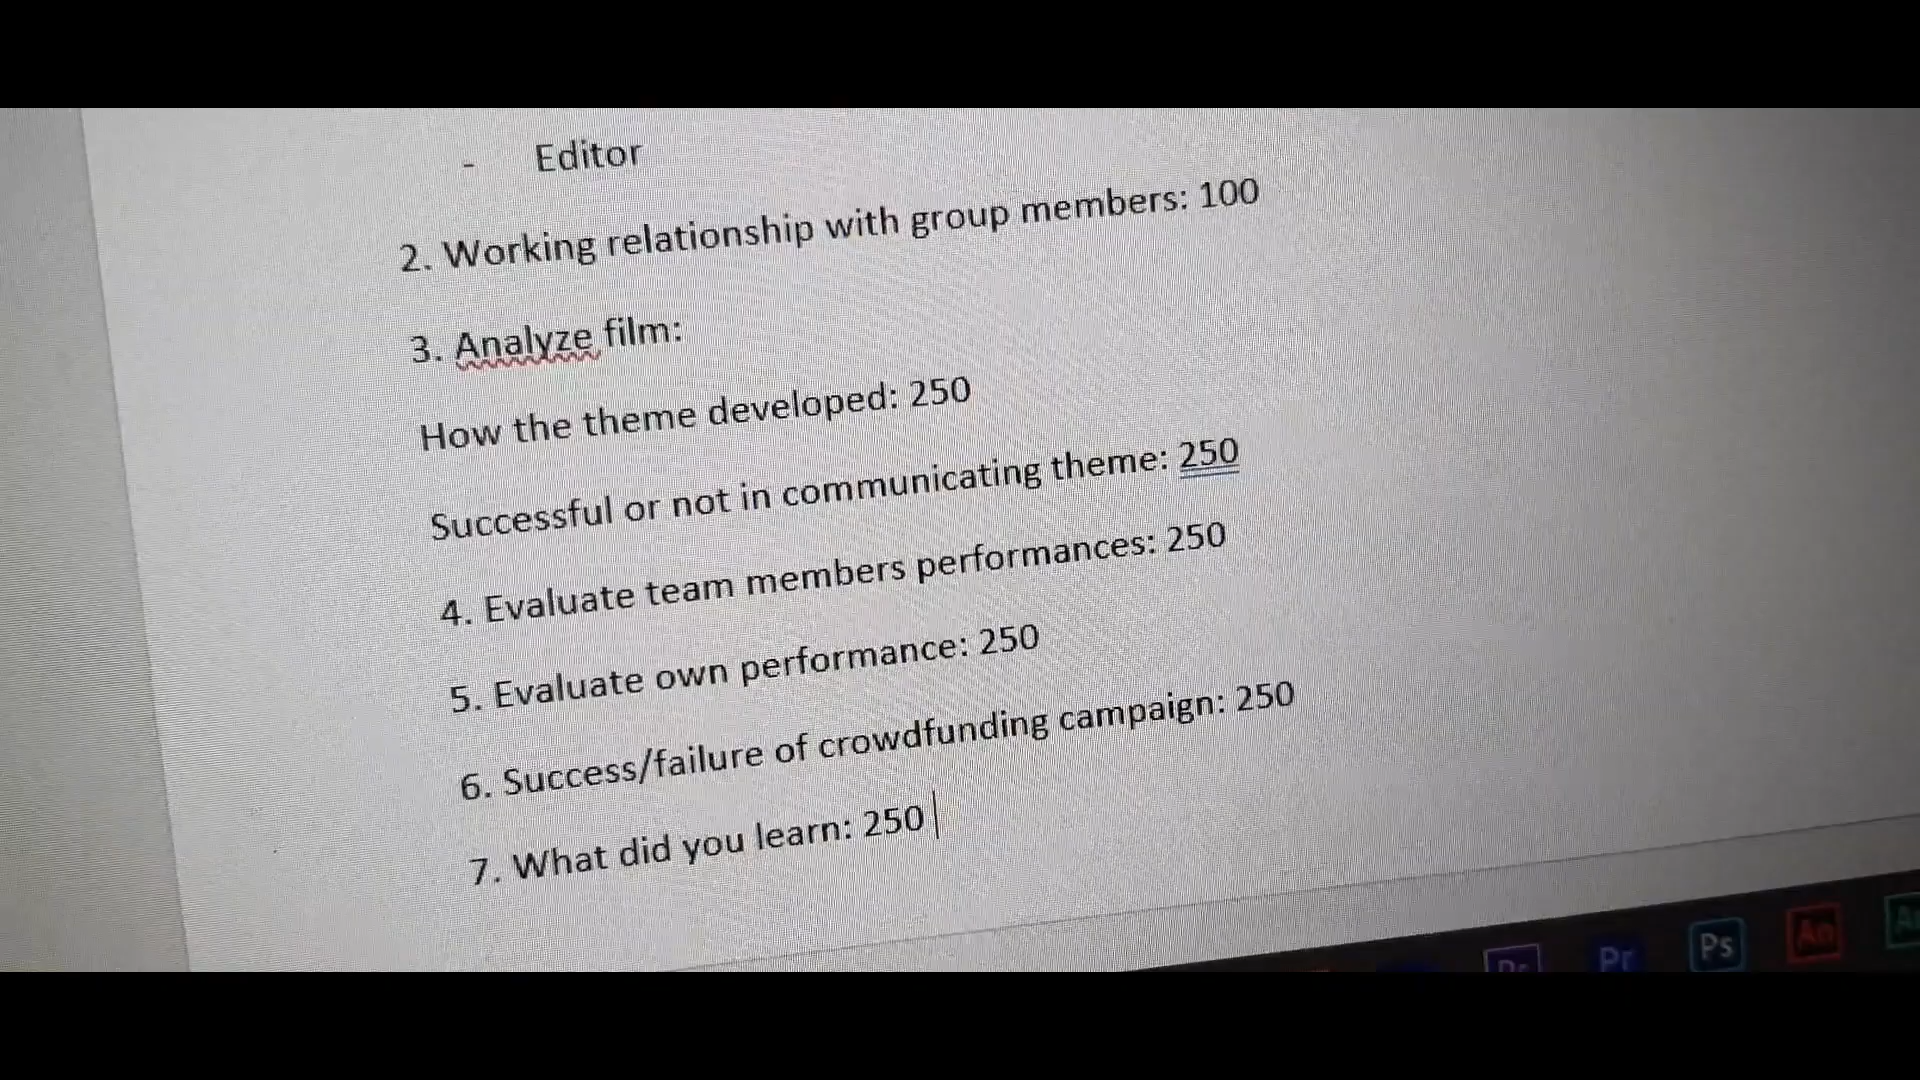 - Editor
2. Working relationship with group members: 100
3. Analyze film:
How the theme developed: 250
Successful or not in communicating theme: 250
4. Evaluate team members performances: 250
5. Evaluate own performance: 250
6. Success/failure of crowdfunding campaign: 250
7. What did you learn: 250
Pr Ps An